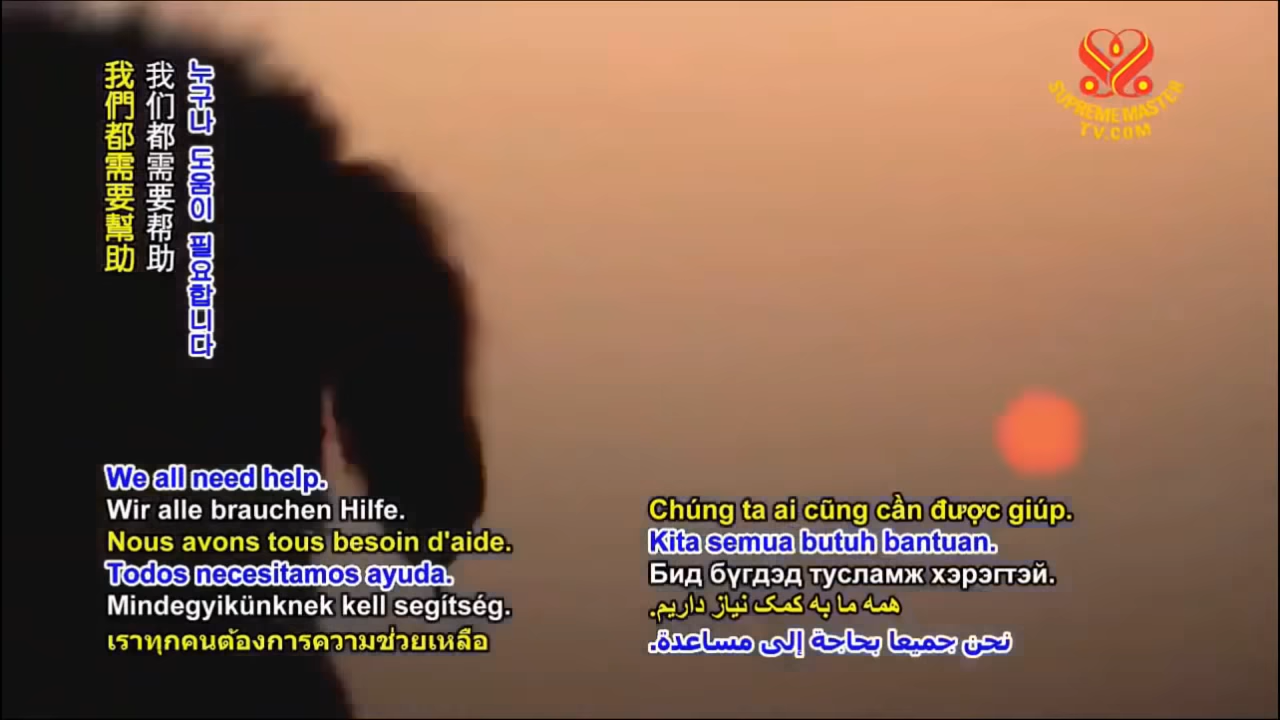 我們都需要幫助
我们都需要帮助
누구나 도움이 필요합니다
SUPREME MASTER
TV.COM
We all need help.
Wir alle brauchen Hilfe.
Nous avons tous besoin d'aide.
Todos necesitamos ayuda.
Mindegyikünknek kell segítség.
เราทุกคนต้องการความช่วยเหลือ
Chúng ta ai cũng cần được giúp.
Kita semua butuh bantuan.
Бид бүгдэд тусламж хэрэгтэй.
همه ما به کمک نیاز داریم.
نحن جميعا بحاجة إلى مساعدة.